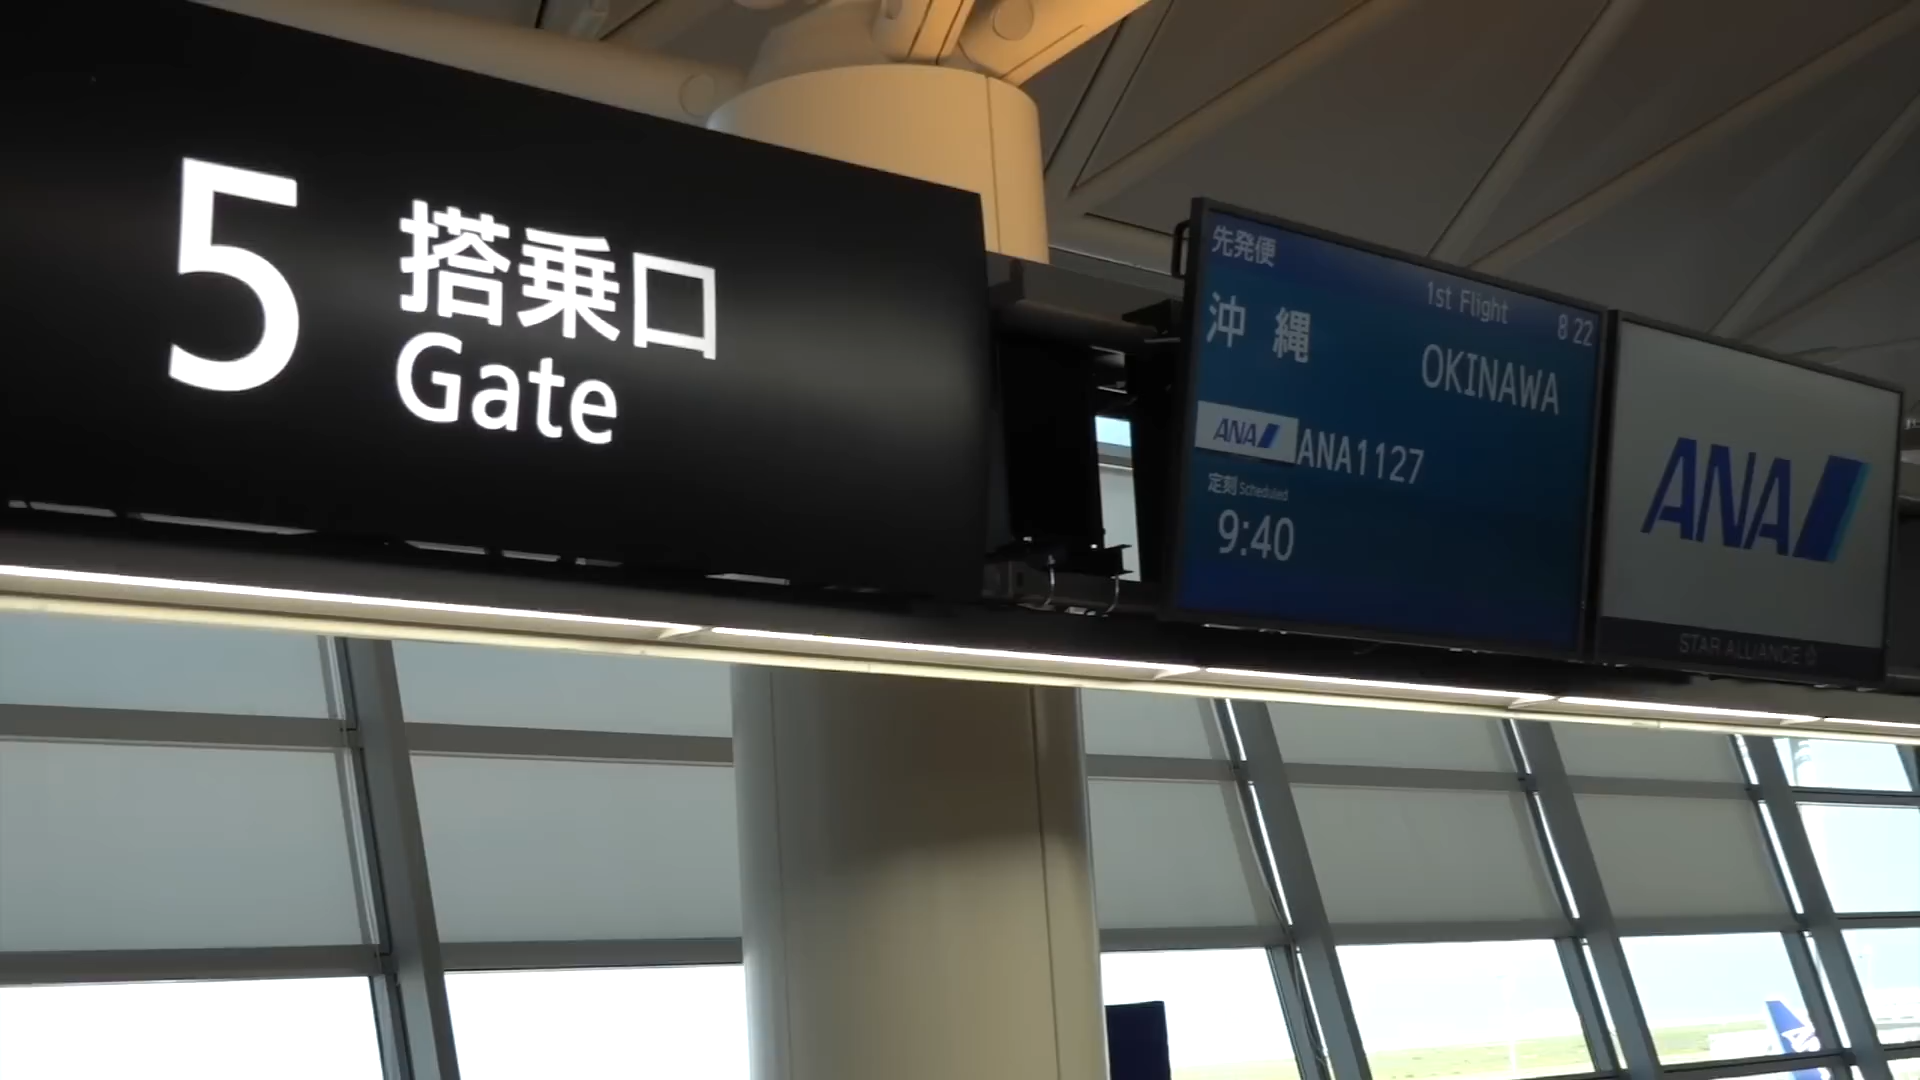 5 搭乗口
Gate
先発便 1st Flight 8 22
沖縄 OKINAWA
ANA ANA1127
定刻 Scheduled
9:40
ANA
STAR ALLIANCE